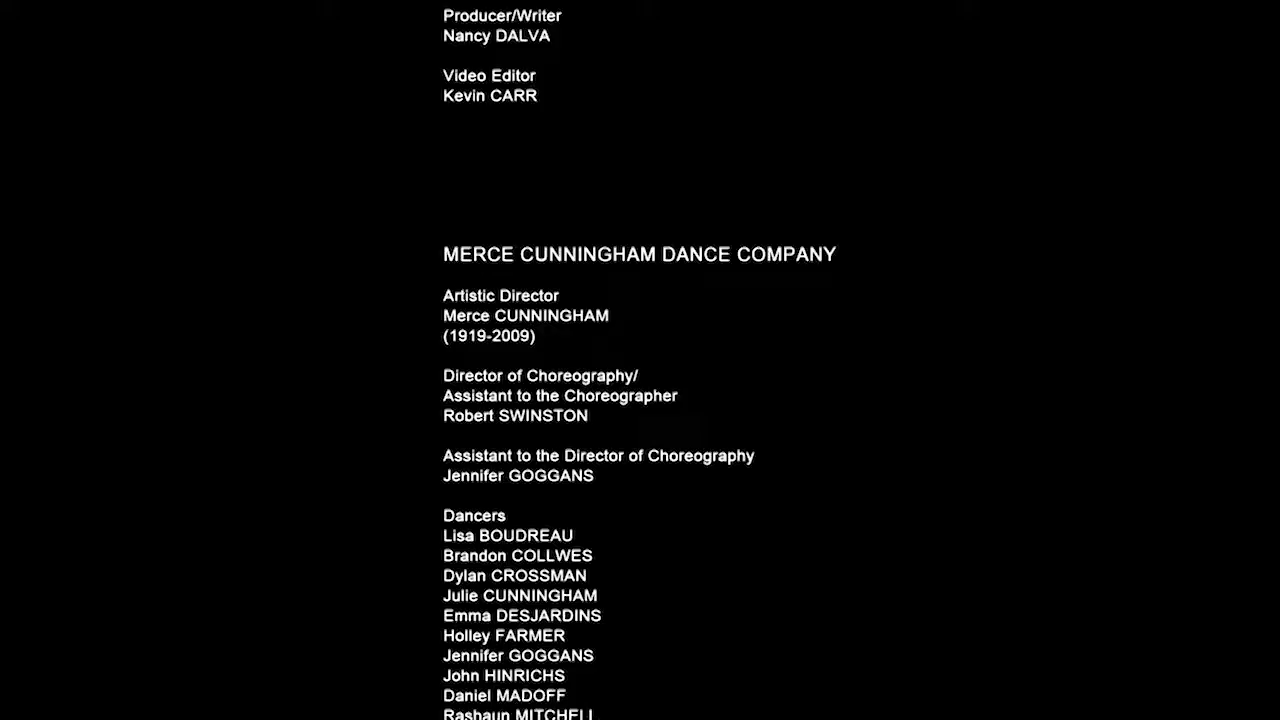 Producer/Writer
Nancy DALVA
Video Editor
Kevin CARR
MERCE CUNNINGHAM DANCE COMPANY
Artistic Director
Merce CUNNINGHAM
(1919-2009)
Director of Choreography/
Assistant to the Choreographer
Robert SWINSTON
Assistant to the Director of Choreography
Jennifer GOGGANS
Dancers
Lisa BOUDREAU
Brandon COLLWES
Dylan CROSSMAN
Julie CUNNINGHAM
Emma DESJARDINS
Holley FARMER
Jennifer GOGGANS
John HINRICHS
Daniel MADOFF
Rashaun MITCHELL